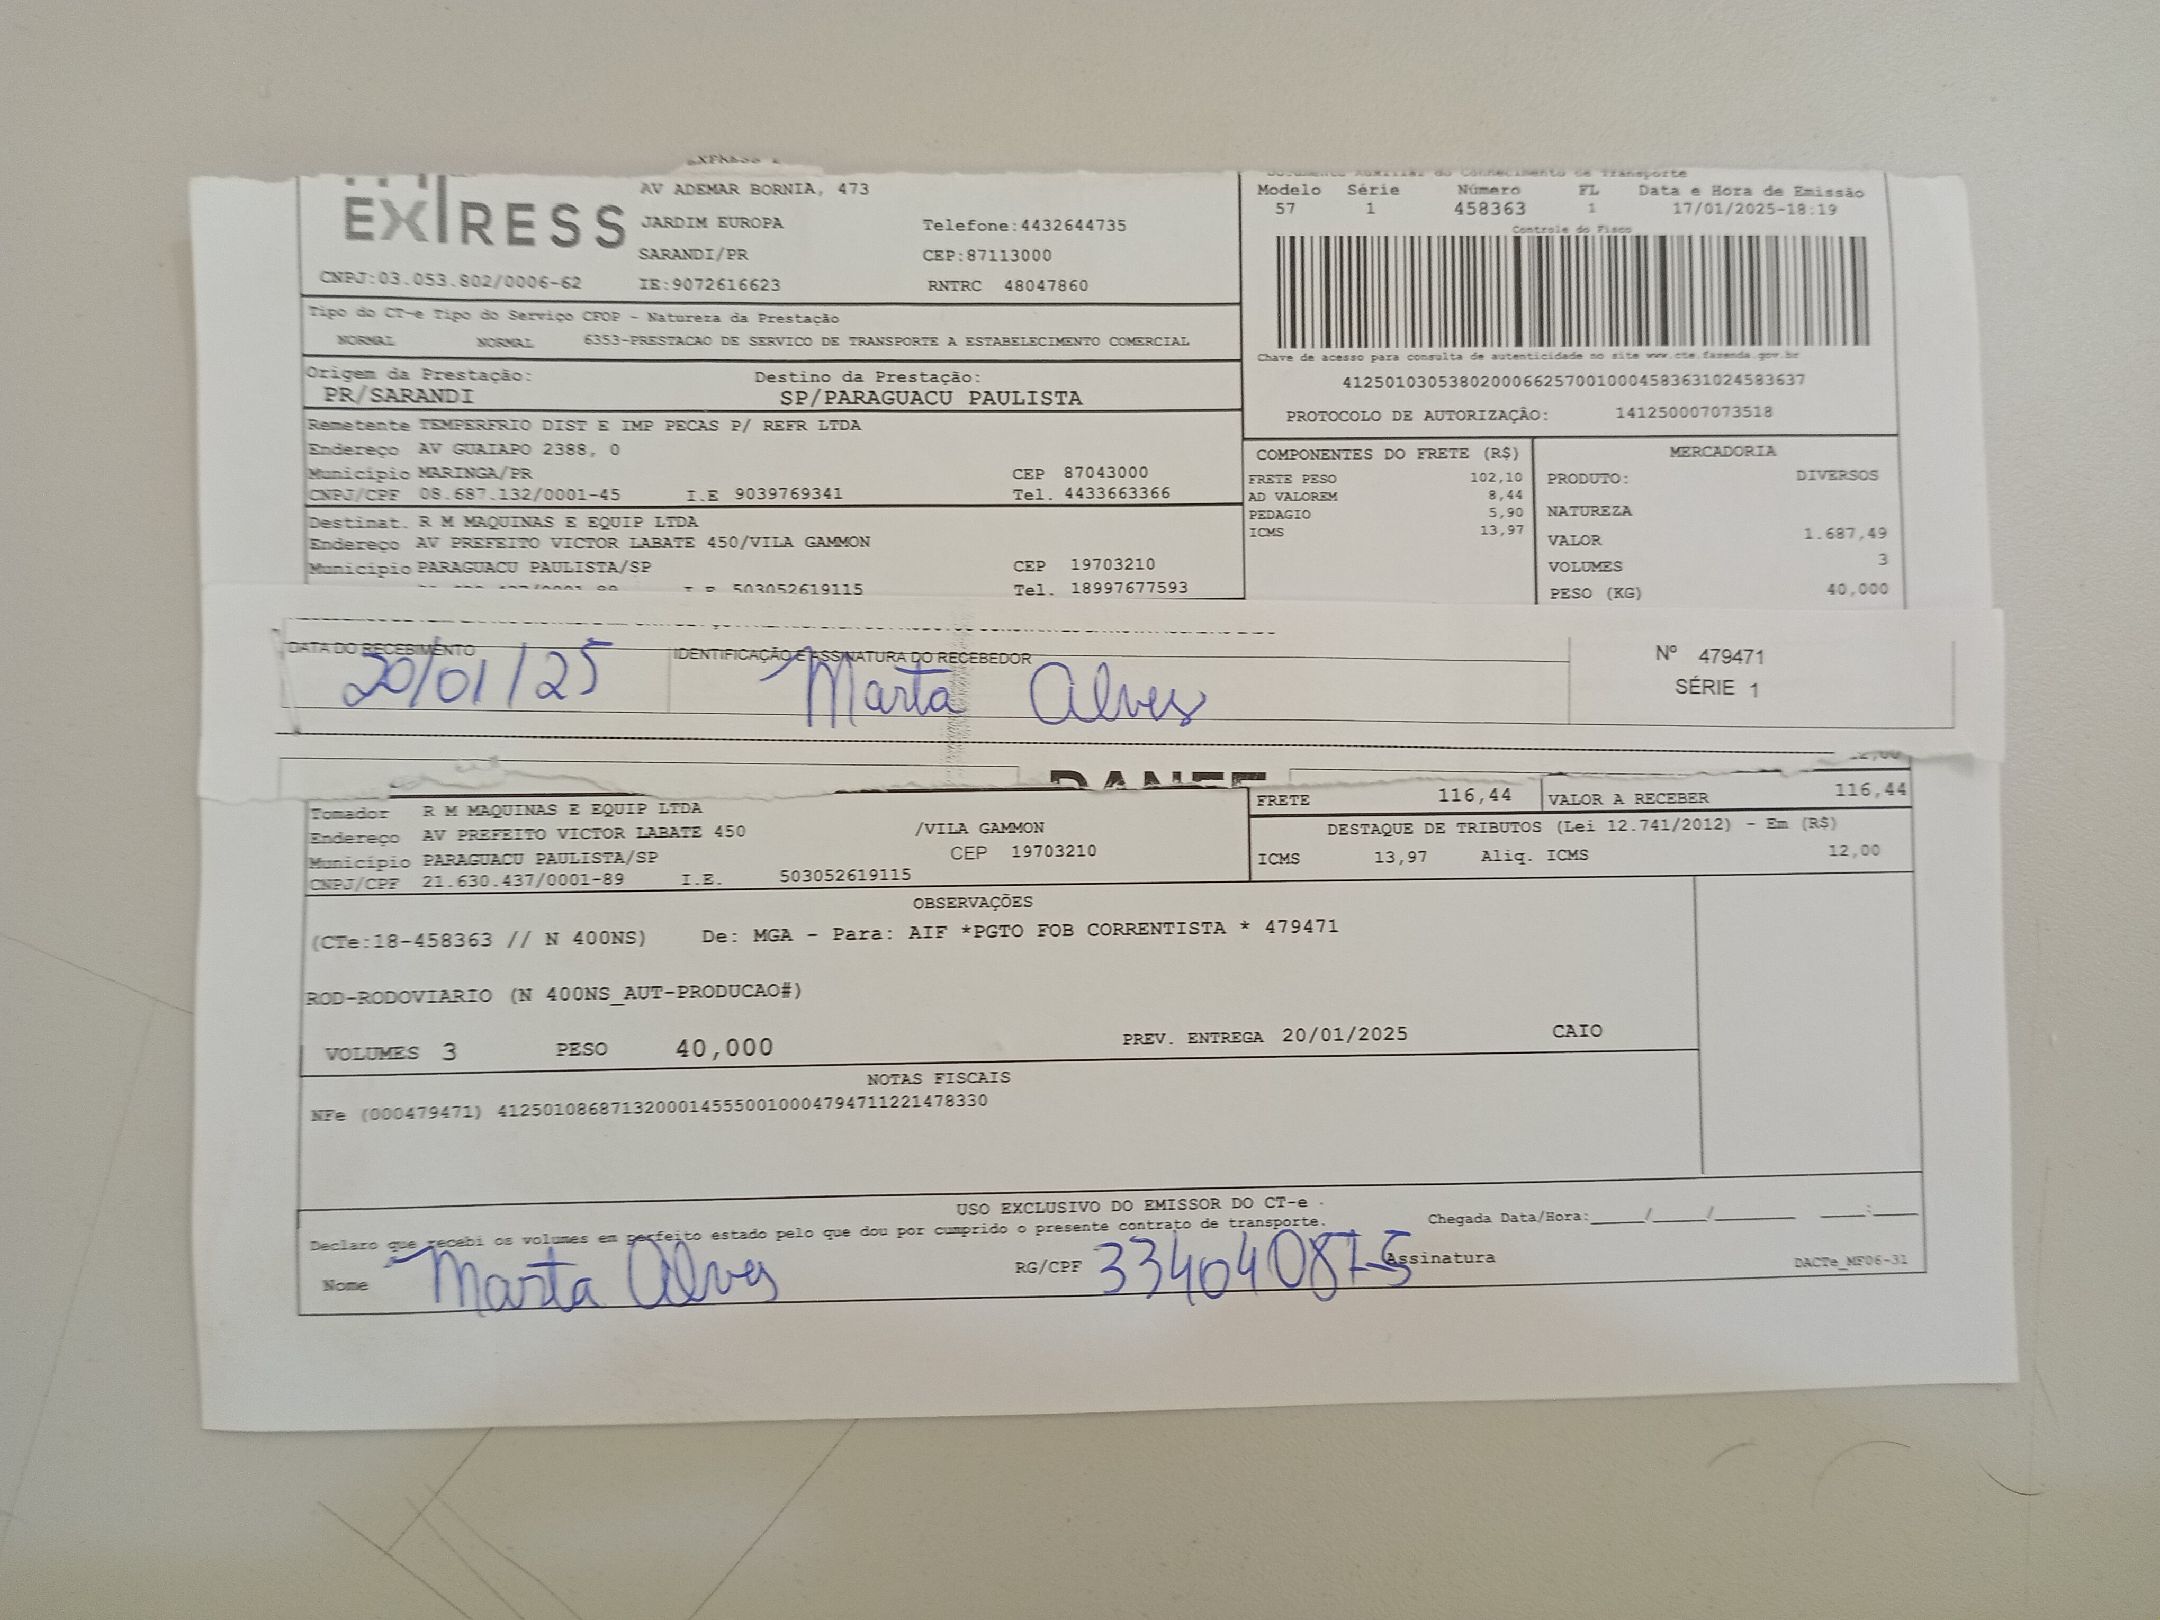 EXPRESS
AV ADEMAR BORNIA, 473
JARDIM EUROPA Telefone:4432644735
SARANDI/PR CEP:87113000
CNPJ:03.053.802/0006-62 IE:9072616623 RNTRC 48047860
Documento Auxiliar do Conhecimento de Transporte
Modelo Série Número FL Data e Hora de Emissão
57 1 458363 1 17/01/2025-18:19
Controle do Fisco
Chave de acesso para consulta de autenticidade no site www.cte.fazenda.gov.br
41250103053802000662570010004583631024583637
PROTOCOLO DE AUTORIZAÇÃO: 141250007073518
Tipo do CT-e Tipo do Serviço CFOP - Natureza da Prestação
NORMAL NORMAL 6353-PRESTACAO DE SERVICO DE TRANSPORTE A ESTABELECIMENTO COMERCIAL
Origem da Prestação: Destino da Prestação:
PR/SARANDI SP/PARAGUACU PAULISTA
Remetente TEMPERFRIO DIST E IMP PECAS P/ REFR LTDA
Endereço AV GUAIAPO 2388, 0
Município MARINGA/PR CEP 87043000
CNPJ/CPF 08.687.132/0001-45 I.E 9039769341 Tel. 4433663366
Destinat. R M MAQUINAS E EQUIP LTDA
Endereço AV PREFEITO VICTOR LABATE 450/VILA GAMMON
Município PARAGUACU PAULISTA/SP CEP 19703210
503052619115 Tel. 18997677593
COMPONENTES DO FRETE (R$)
FRETE PESO 102,10
AD VALOREM 8,44
PEDAGIO 5,90
ICMS 13,97
MERCADORIA
PRODUTO: DIVERSOS
NATUREZA
VALOR 1.687,49
VOLUMES 3
PESO (KG) 40,000
DATA DO RECEBIMENTO IDENTIFICAÇÃO E ASSINATURA DO RECEBEDOR
20/01/25 Marta Alves
Nº 479471
SÉRIE 1
DANFE
Tomador R M MAQUINAS E EQUIP LTDA
Endereço AV PREFEITO VICTOR LABATE 450 /VILA GAMMON
Município PARAGUACU PAULISTA/SP CEP 19703210
CNPJ/CPF 21.630.437/0001-89 I.E. 503052619115
FRETE 116,44 VALOR A RECEBER 116,44
DESTAQUE DE TRIBUTOS (Lei 12.741/2012) - Em (R$)
ICMS 13,97 Aliq. ICMS 12,00
OBSERVAÇÕES
(CTe:18-458363 // N 400NS) De: MGA - Para: AIF *PGTO FOB CORRENTISTA * 479471
ROD-RODOVIARIO (N 400NS_AUT-PRODUCAO#)
VOLUMES 3 PESO 40,000 PREV. ENTREGA 20/01/2025 CAIO
NOTAS FISCAIS
NFe (000479471) 41250108687132000145550010004794711221478330
USO EXCLUSIVO DO EMISSOR DO CT-e
Declaro que recebi os volumes em perfeito estado pelo que dou por cumprido o presente contrato de transporte. Chegada Data/Hora:____/____/______ ____:____
Nome Marta Alves RG/CPF 334040875 Assinatura
DACTe_MF06-31